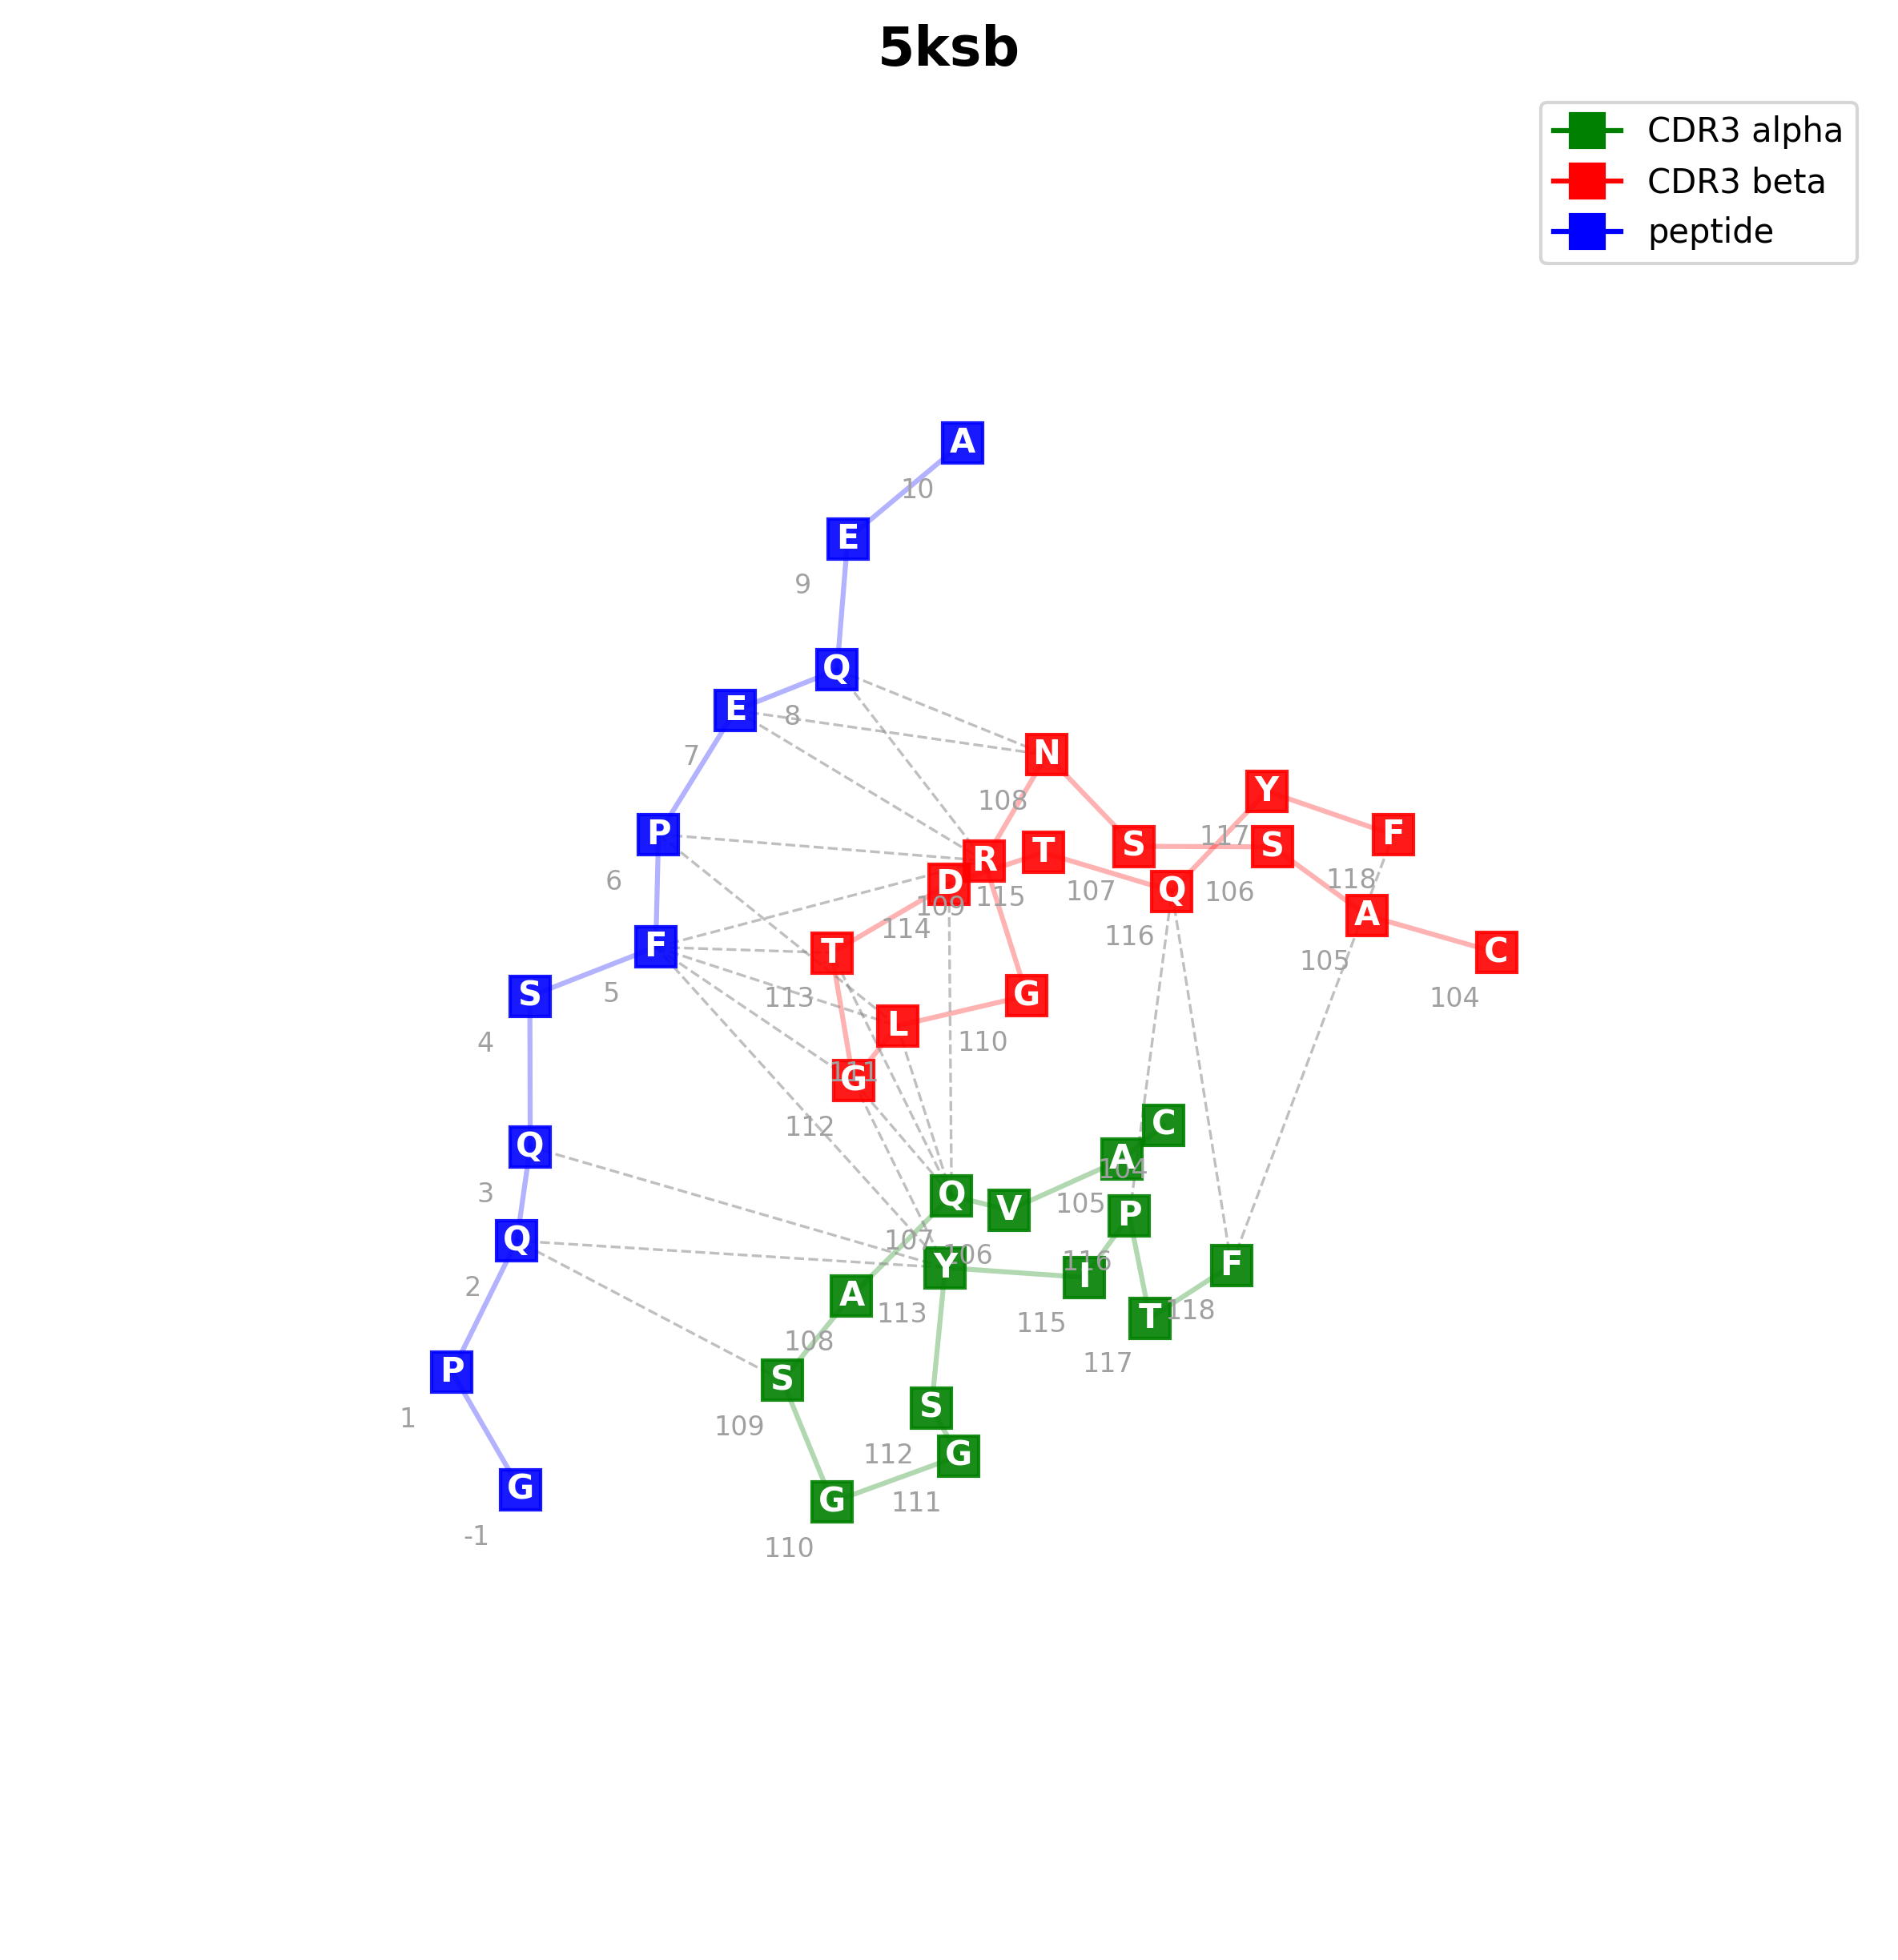 5ksb
CDR3 alpha
CDR3 beta
peptide
A
10
E
9
Q
E
8
N
7
Y
108
P
F
T
S
117
S
R
D
6
107
Q
106
118
115
109
A
114
116
F
T
C
105
S
5
113
G
104
L
4
110
111
G
C
112
Q
A
104
3
Q
V
105
P
Q
107
106
116
Y
I
F
2
A
113
118
T
115
108
P
S
117
1
109
S
G
112
G
G
111
-1
110